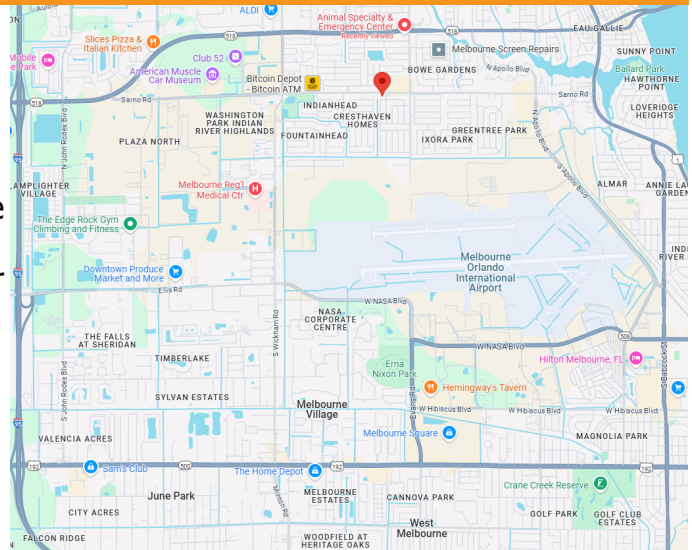 ALDI
Animal Specialty &
Emergency Center
Recently viewed
518
518
EAU GALLIE
Slices Pizza &
Italian Kitchen
Club 52
Melbourne Screen Repairs
SUNNY POINT
Mobile
e Park
American Muscle
Car Museum
Bitcoin Depot
- Bitcoin ATM
BOWE GARDENS
N Apollo Blvd
Ballard Park
HAWTHORNE
POINT
518
Sarno Rd
INDIANHEAD
Sarno Rd
N John Rodes Blvd
WASHINGTON
PARK INDIAN
RIVER HIGHLANDS
CRESTHAVEN
HOMES
LOVERIDGE
HEIGHTS
PLAZA NORTH
FOUNTAINHEAD
GREENTREE PARK
IXORA PARK
N Apollo Blvd
95
1
S Apollo Blvd
LAMPLIGHTER
VILLAGE
Melbourne Reg'l
Medical Ctr
H
ALMAR
ANNIE LA
GARDEN
e
The Edge Rock Gym
Climbing and Fitness
INDI
RIVER
Melbourne
Orlando
International
Airport
r
95
Downtown Produce
Market and More
Ellis Rd
W NASA Blvd
NASA
CORPORATE
CENTRE
508
THE FALLS
AT SHERIDAN
S Wickham Rd
W NASA Blvd
TIMBERLAKE
Hilton Melbourne, FL
S Babcock St
Erna
Nixon Park
Hemingway's Tavern
S John Rodes Blvd
SYLVAN ESTATES
Evans Rd
Melbourne
Village
W Hibiscus Blvd
W Hibiscus Blvd
W Hibiscus Blvd
95
VALENCIA ACRES
Melbourne Square
MAGNOLIA PARK
192
Sam's Club
500
The Home Depot
192
192
Crane Creek Reserve
June Park
Minton Rd
MELBOURNE
ESTATES
CANNOVA PARK
CITY ACRES
GOLF PARK
GOLF CLUB
ESTATES
West
Melbourne
FALCON RIDGE
WOODFIELD AT
HERITAGE OAKS